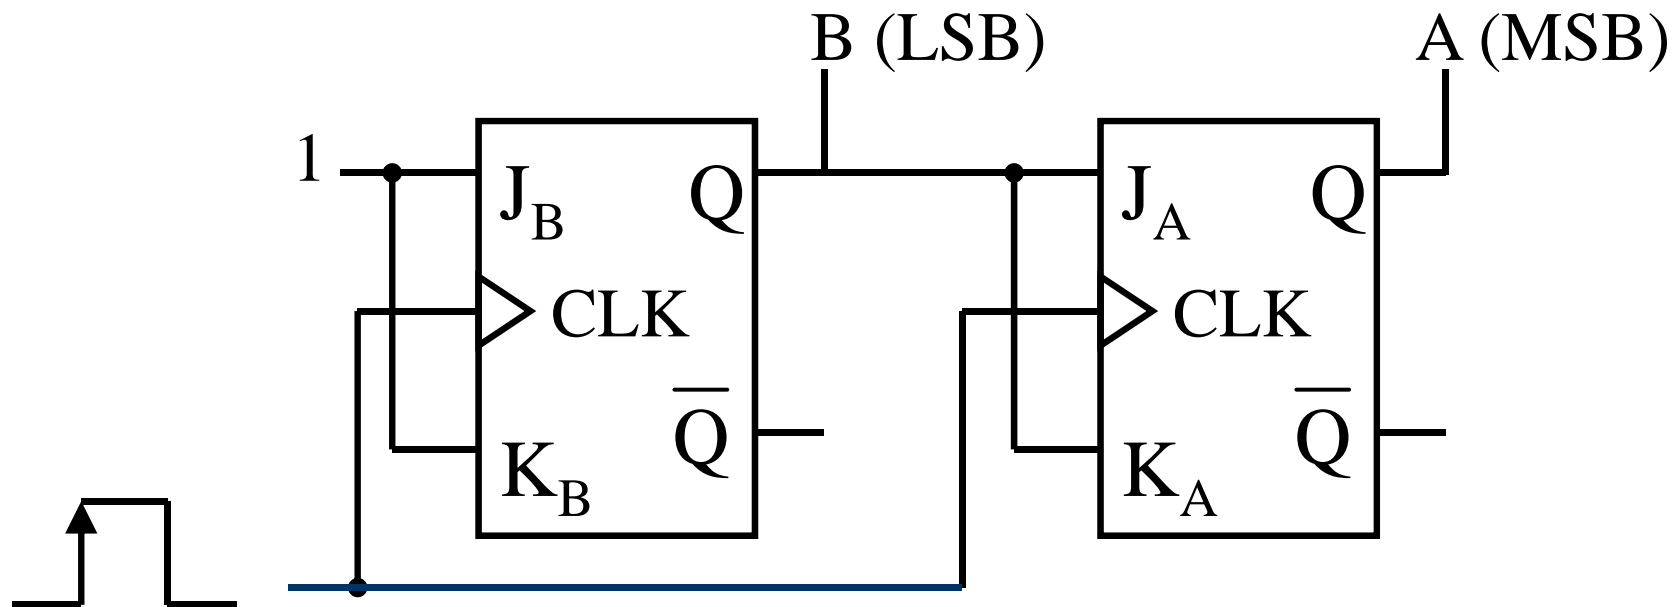 B (LSB) A (MSB)
1
J_B Q J_A Q
CLK CLK
Q̅ Q̅
K_B K_A